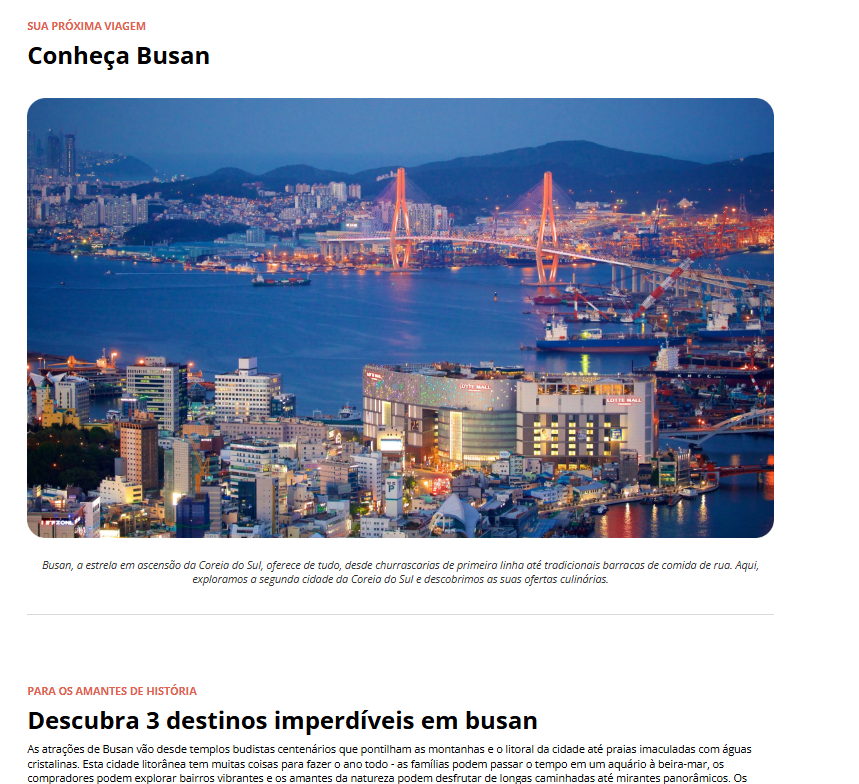 SUA PRÓXIMA VIAGEM
Conheça Busan
LOTTE MALL
LOTTE MALL
Busan, a estrela em ascensão da Coreia do Sul, oferece de tudo, desde churrascarias de primeira linha até tradicionais barracas de comida de rua. Aqui,
exploramos a segunda cidade da Coreia do Sul e descobrimos as suas ofertas culinárias.
PARA OS AMANTES DE HISTÓRIA
Descubra 3 destinos imperdíveis em busan
As atrações de Busan vão desde templos budistas centenários que pontilham as montanhas e o litoral da cidade até praias imaculadas com águas
cristalinas. Esta cidade litorânea tem muitas coisas para fazer o ano todo - as famílias podem passar o tempo em um aquário à beira-mar, os
compradores podem explorar bairros vibrantes e os amantes da natureza podem desfrutar de longas caminhadas até mirantes panorâmicos. Os